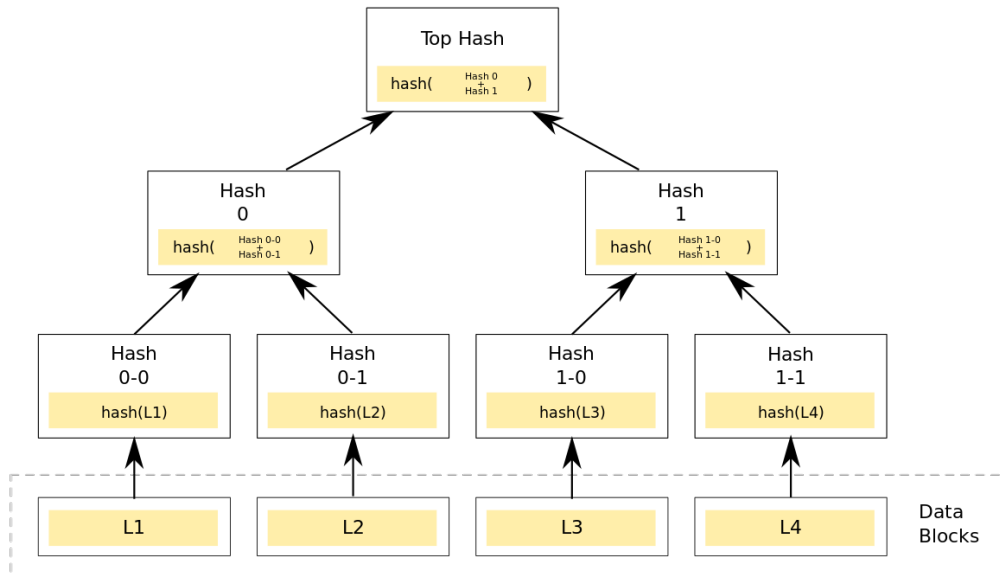 Top Hash
hash( Hash 0 + Hash 1 )
Hash
0
hash( Hash 0-0 + Hash 0-1 )
Hash
1
hash( Hash 1-0 + Hash 1-1 )
Hash
0-0
hash(L1)
Hash
0-1
hash(L2)
Hash
1-0
hash(L3)
Hash
1-1
hash(L4)
L1
L2
L3
L4
Data
Blocks